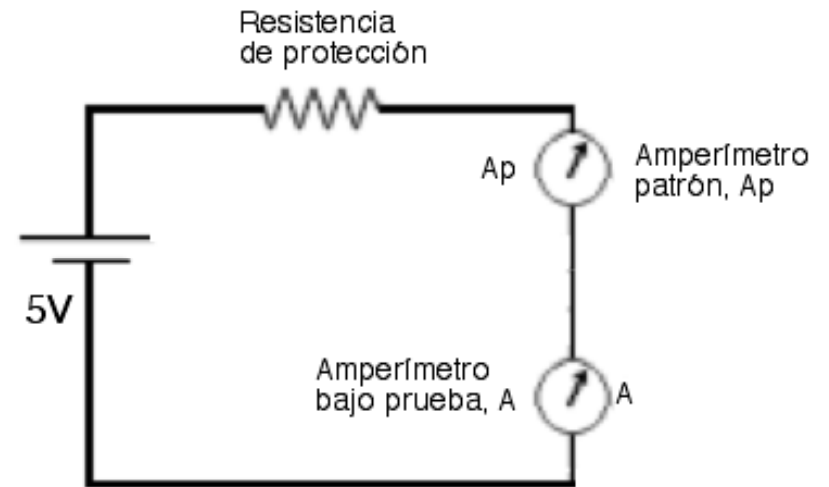 Resistencia
de protección
Ap
Amperímetro
patrón, Ap
5V
Amperímetro
bajo prueba, A
A